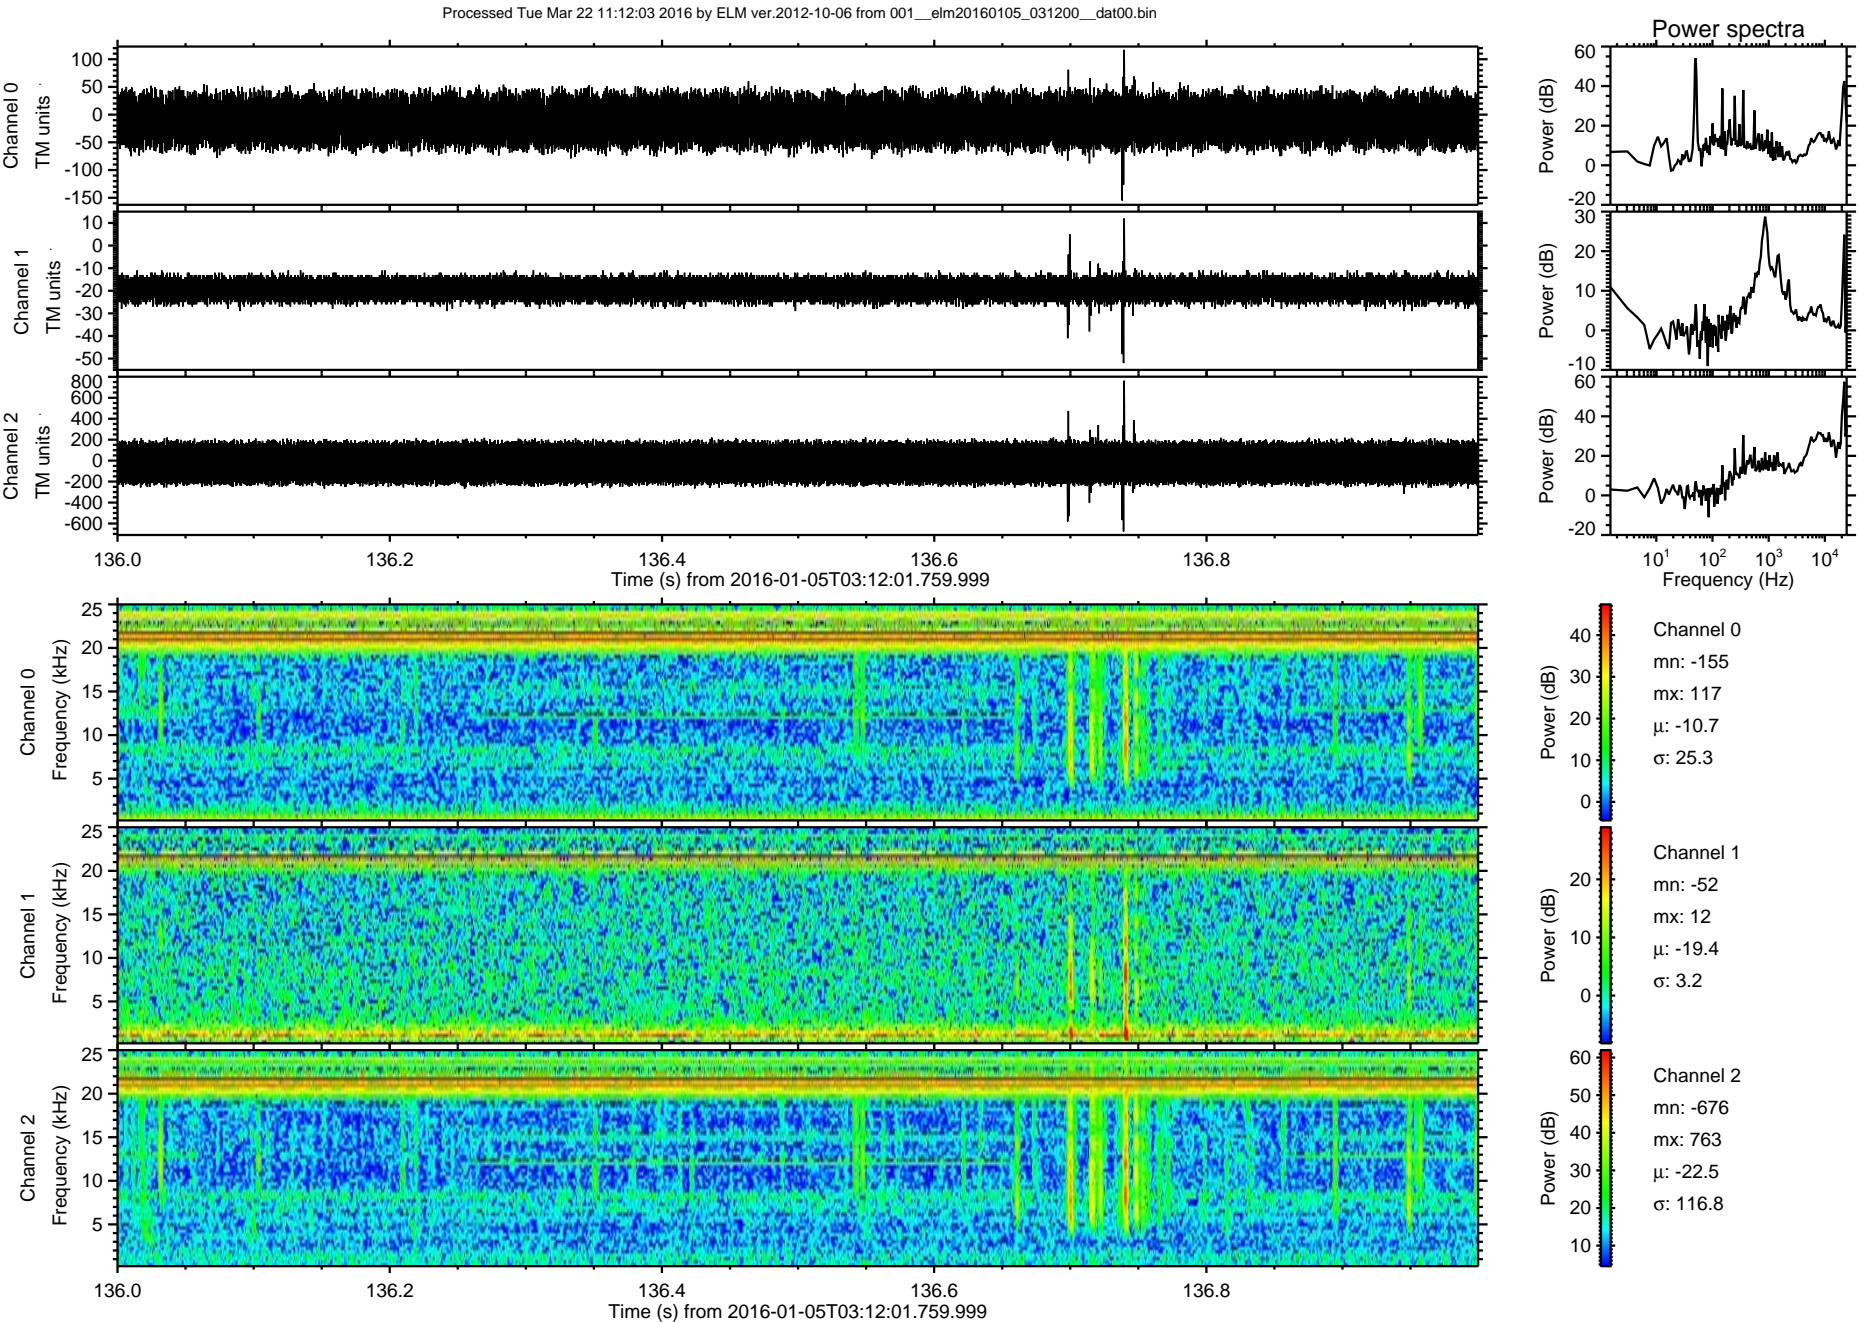 Processed Tue Mar 22 11:12:03 2016 by ELM ver.2012-10-06 from 001__elm20160105_031200__dat00.bin
Power spectra
Channel 0
TM units
100
50
0
-50
-100
-150
Power (dB)
60
40
20
0
-20
Channel 1
TM units
10
0
-10
-20
-30
-40
-50
Power (dB)
30
20
10
0
-10
Channel 2
TM units
800
600
400
200
0
-200
-400
-600
Power (dB)
60
40
20
0
-20
136.0 136.2 136.4 136.6 136.8
Time (s) from 2016-01-05T03:12:01.759.999
10¹ 10² 10³ 10⁴
Frequency (Hz)
Channel 0
Frequency (kHz)
25
20
15
10
5
Power (dB)
40
30
20
10
0
Channel 0
mn: -155
mx: 117
μ: -10.7
σ: 25.3
Channel 1
Frequency (kHz)
25
20
15
10
5
Power (dB)
20
10
0
Channel 1
mn: -52
mx: 12
μ: -19.4
σ: 3.2
Channel 2
Frequency (kHz)
25
20
15
10
5
Power (dB)
60
50
40
30
20
10
Channel 2
mn: -676
mx: 763
μ: -22.5
σ: 116.8
136.0 136.2 136.4 136.6 136.8
Time (s) from 2016-01-05T03:12:01.759.999